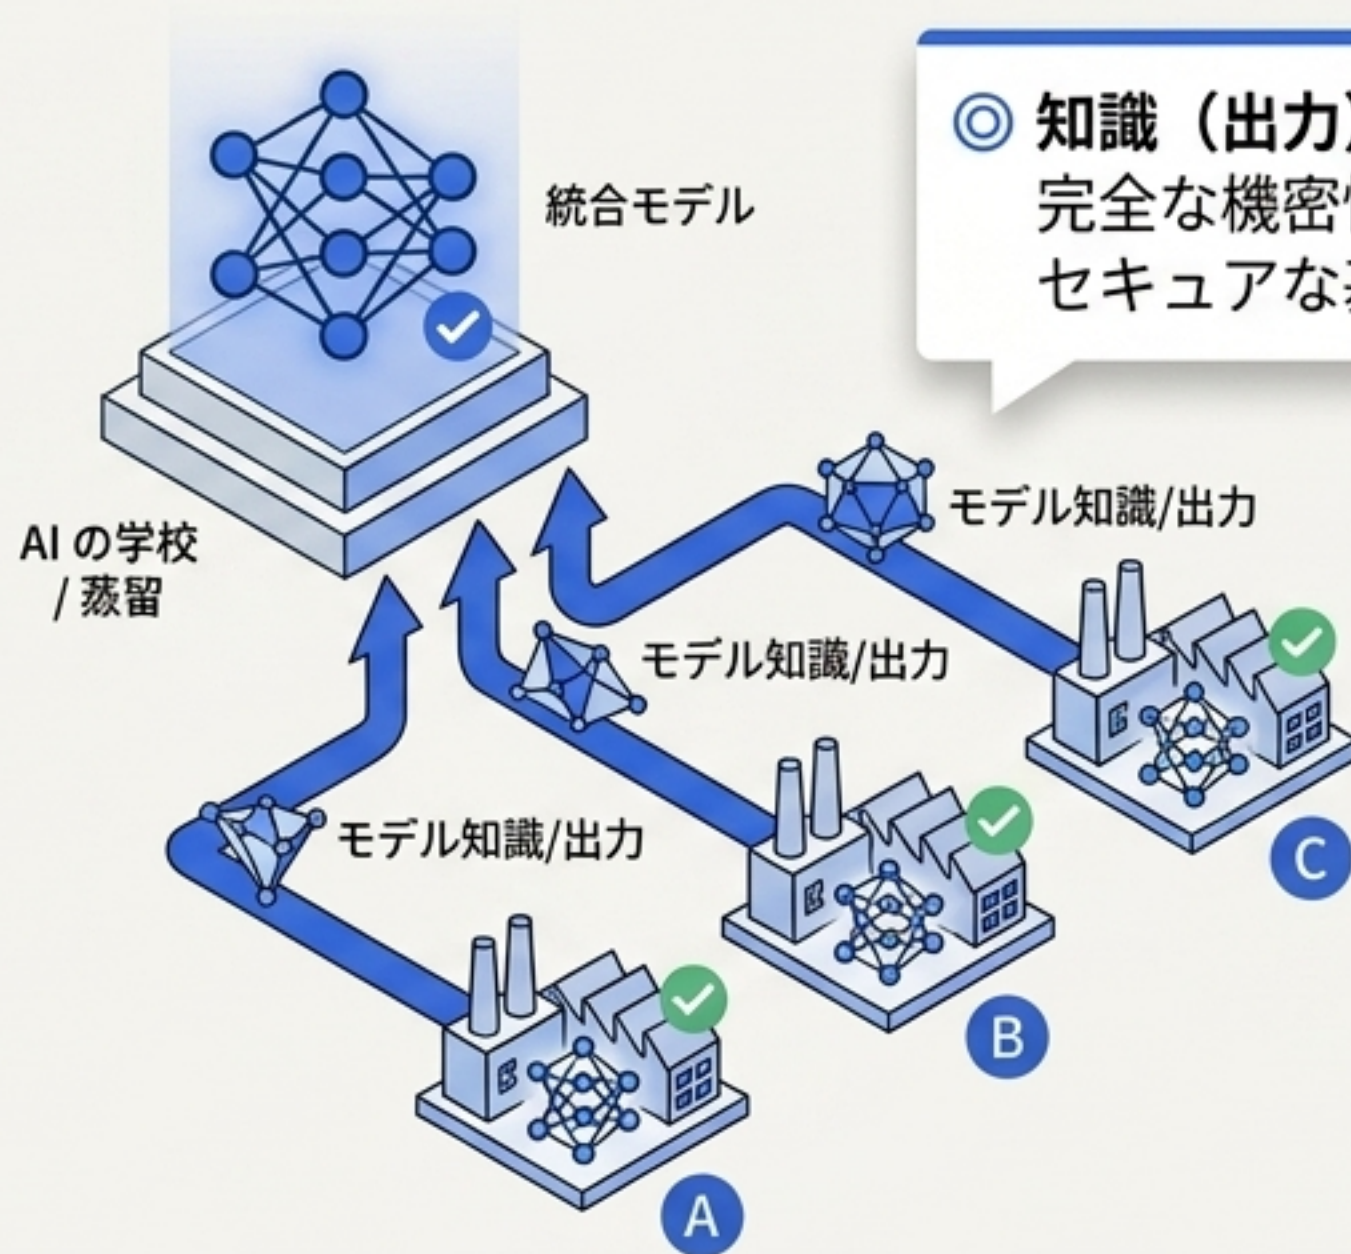 統合モデル
知識（出力）
完全な機密
セキュアな
モデル知識/出力
AI の学校
/ 蒸留
モデル知識/出力
モデル知識/出力
C
B
A